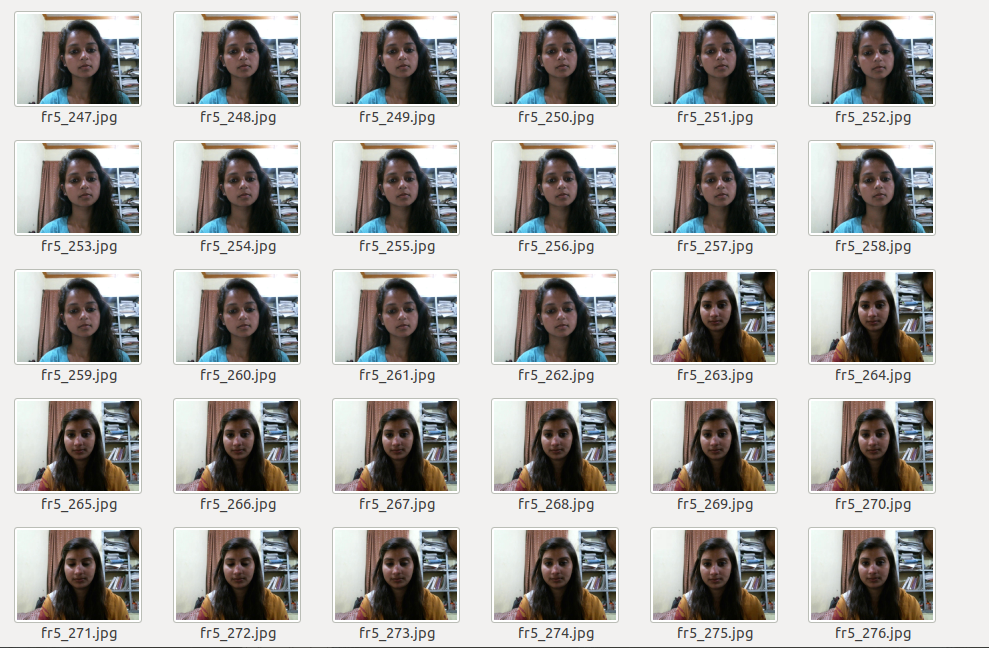 fr5_247.jpg fr5_248.jpg fr5_249.jpg fr5_250.jpg fr5_251.jpg fr5_252.jpg
fr5_253.jpg fr5_254.jpg fr5_255.jpg fr5_256.jpg fr5_257.jpg fr5_258.jpg
fr5_259.jpg fr5_260.jpg fr5_261.jpg fr5_262.jpg fr5_263.jpg fr5_264.jpg
fr5_265.jpg fr5_266.jpg fr5_267.jpg fr5_268.jpg fr5_269.jpg fr5_270.jpg
fr5_271.jpg fr5_272.jpg fr5_273.jpg fr5_274.jpg fr5_275.jpg fr5_276.jpg